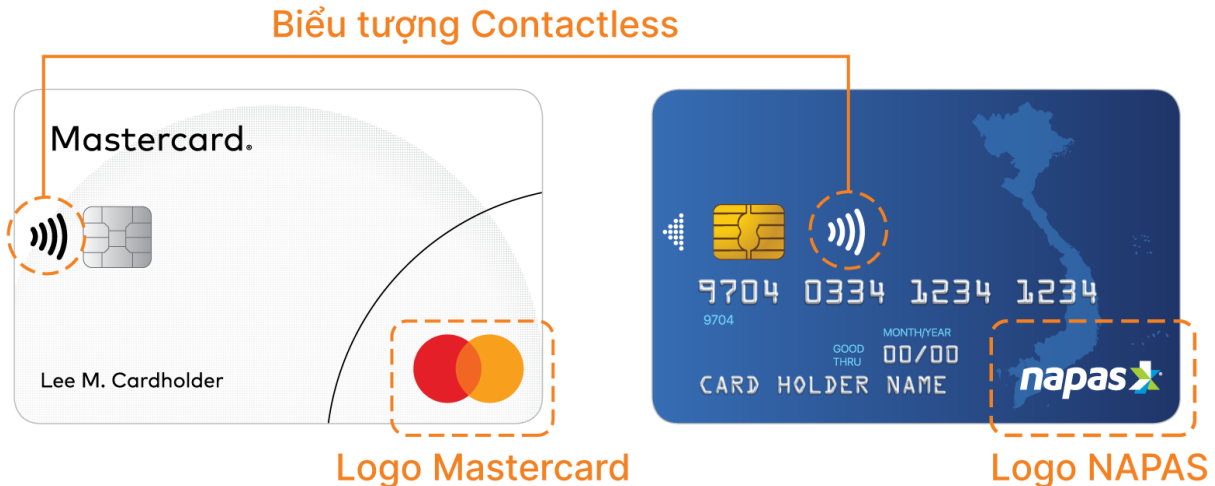 Biểu tượng Contactless
Mastercard.
Lee M. Cardholder
Logo Mastercard
9704 0334 1234 1234
9704
MONTH/YEAR
GOOD
THRU
00/00
CARD HOLDER NAME
napas
Logo NAPAS